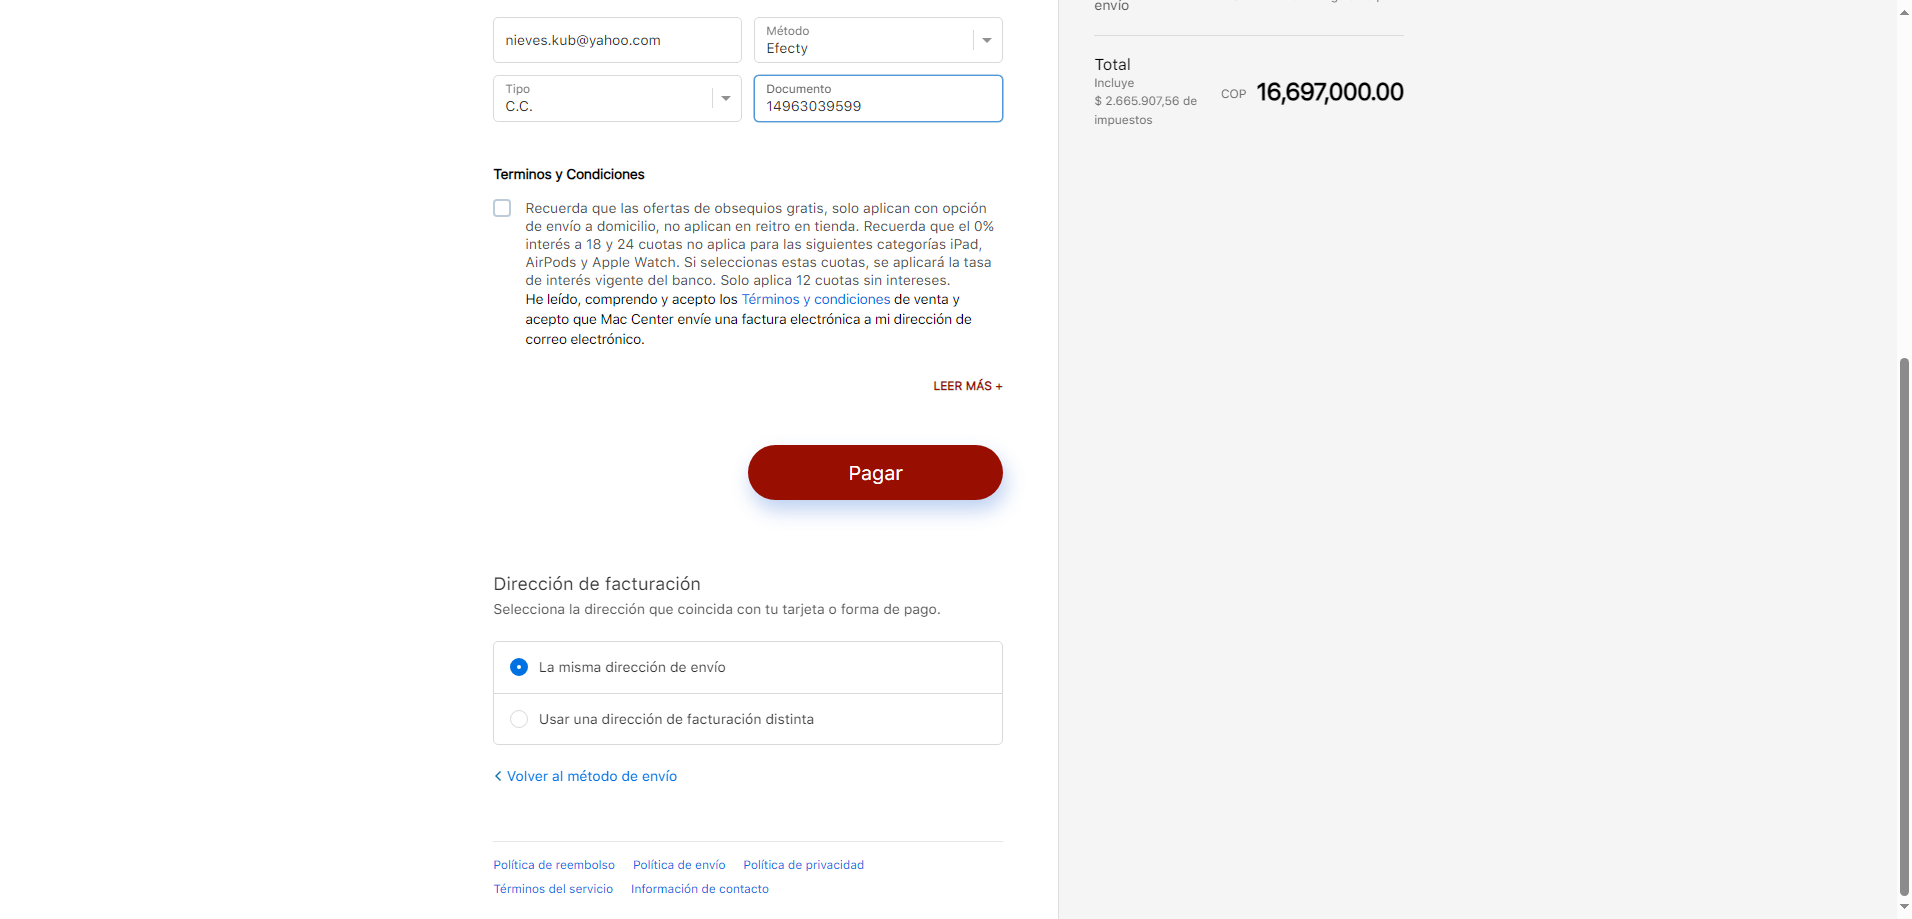 nieves.kub@yahoo.com
Método
Efecty
Tipo
C.C.
Documento
14963039599
Terminos y Condiciones
Recuerda que las ofertas de obsequios gratis, solo aplican con opción
de envío a domicilio, no aplican en reitro en tienda. Recuerda que el 0%
interés a 18 y 24 cuotas no aplica para las siguientes categorías iPad,
AirPods y Apple Watch. Si seleccionas estas cuotas, se aplicará la tasa
de interés vigente del banco. Solo aplica 12 cuotas sin intereses.
He leído, comprendo y acepto los Términos y condiciones de venta y
acepto que Mac Center envíe una factura electrónica a mi dirección de
correo electrónico.
LEER MÁS +
Pagar
Dirección de facturación
Selecciona la dirección que coincida con tu tarjeta o forma de pago.
La misma dirección de envío
Usar una dirección de facturación distinta
Volver al método de envío
Política de reembolso Política de envío Política de privacidad
Términos del servicio Información de contacto
envío
Total
Incluye
$ 2.665.907,56 de
impuestos
COP 16,697,000.00